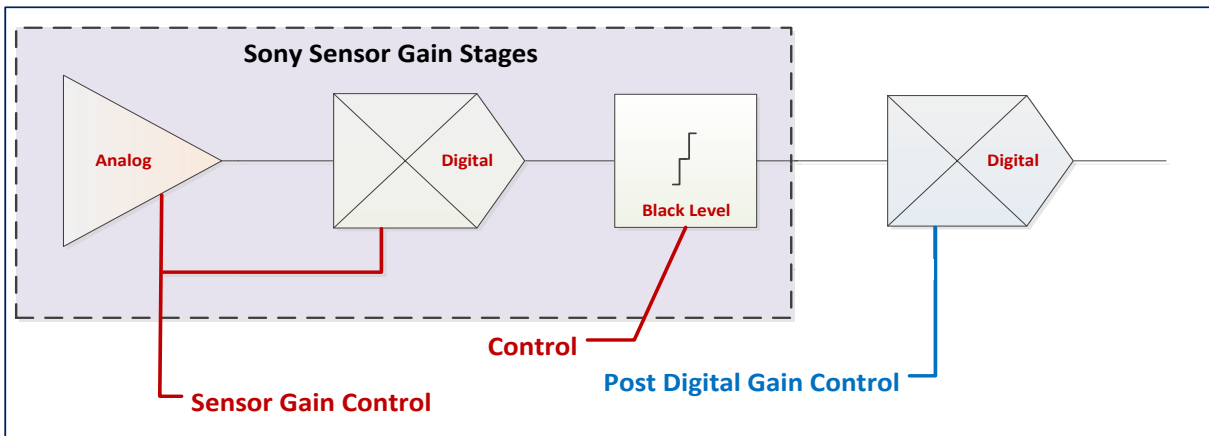 Sony Sensor Gain Stages
Analog
Digital
Black Level
Digital
Control
Post Digital Gain Control
Sensor Gain Control